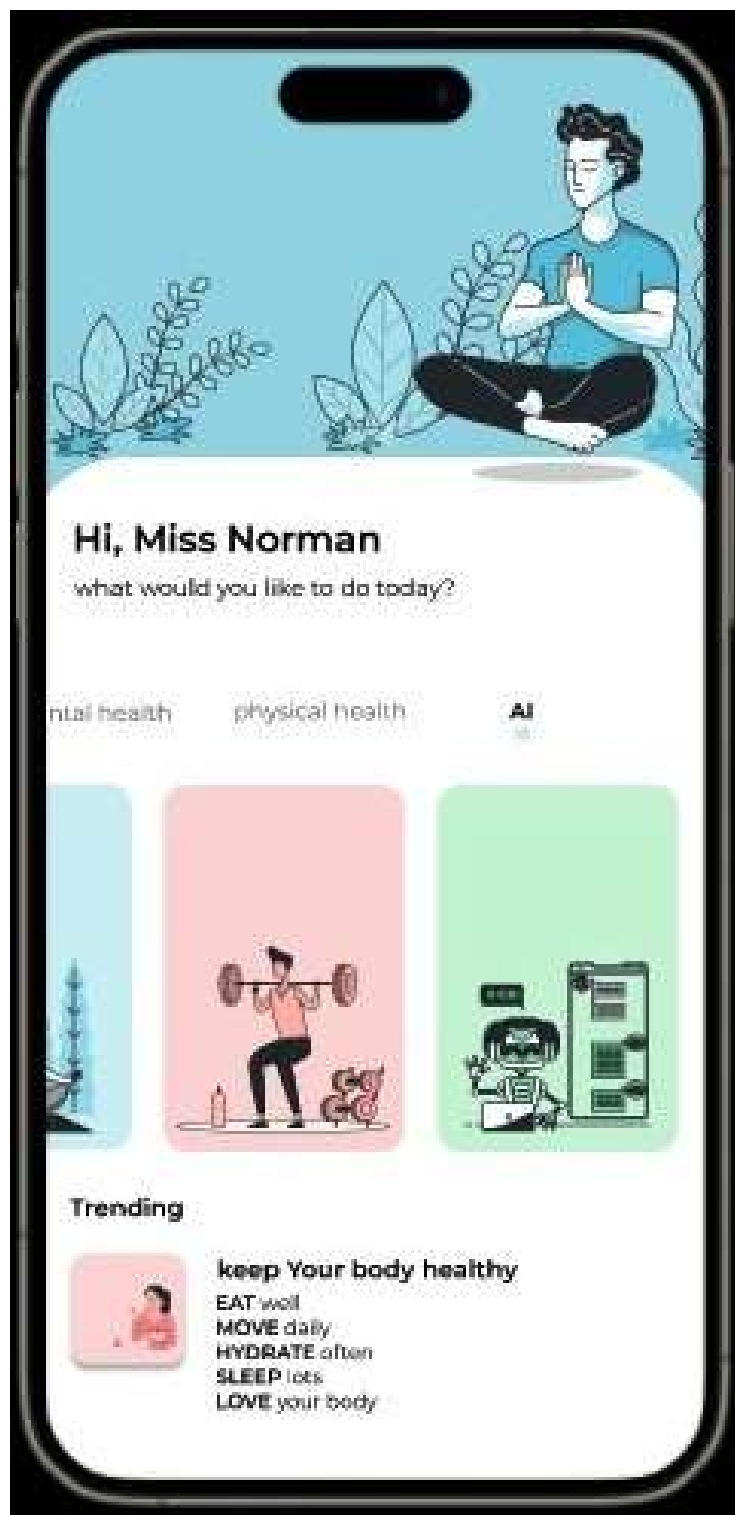 Hi, Miss Norman
what would you like to do today?
ntal health physical health AI
Trending
keep Your body healthy
EAT well
MOVE daily
HYDRATE often
SLEEP lots
LOVE your body